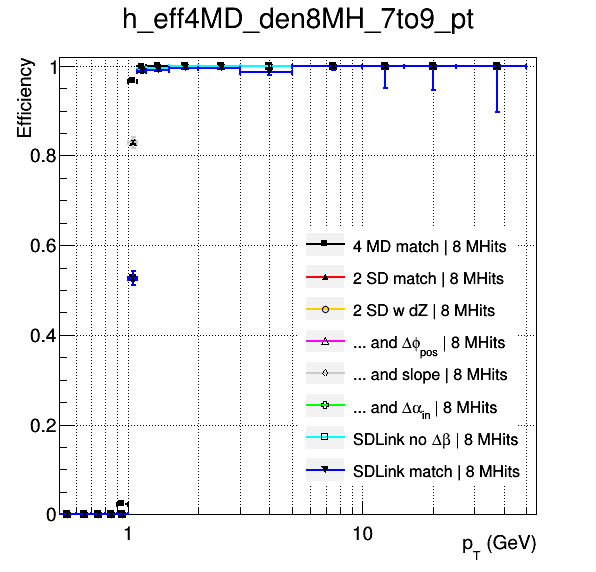 h_eff4MD_den8MH_7to9_pt
Efficiency
1
0.8
0.6
0.4
0.2
0
4 MD match | 8 MHits
2 SD match | 8 MHits
2 SD w dZ | 8 MHits
... and Δϕpos | 8 MHits
... and slope | 8 MHits
... and Δαin | 8 MHits
SDLink no Δβ | 8 MHits
SDLink match | 8 MHits
1 10
pT (GeV)